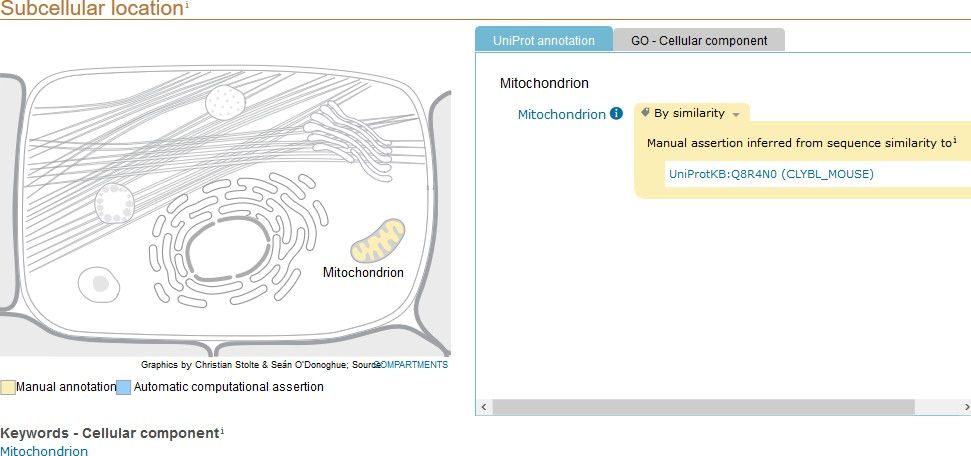 Subcellular locationⁱ
UniProt annotation
GO - Cellular component
Mitochondrion
Mitochondrion
By similarity
Manual assertion inferred from sequence similarity toⁱ
UniProtKB:Q8R4N0 (CLYBL_MOUSE)
Mitochondrion
Graphics by Christian Stolte & Seán O'Donoghue; Source: COMPARTMENTS
Manual annotation Automatic computational assertion
Keywords - Cellular componentⁱ
Mitochondrion